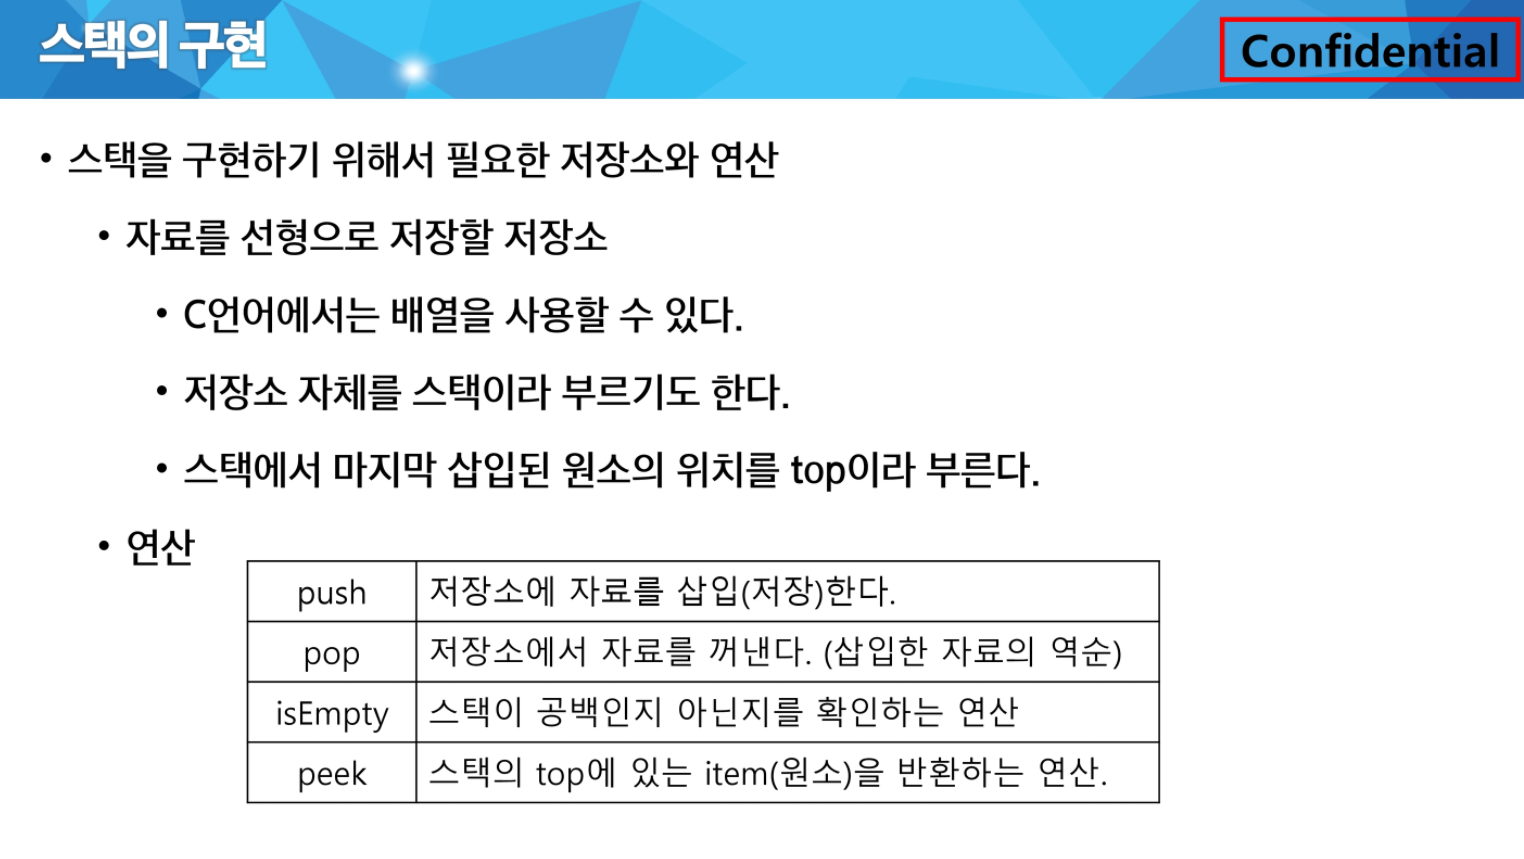 스택의 구현
Confidential
• 스택을 구현하기 위해서 필요한 저장소와 연산
• 자료를 선형으로 저장할 저장소
• C언어에서는 배열을 사용할 수 있다.
• 저장소 자체를 스택이라 부르기도 한다.
• 스택에서 마지막 삽입된 원소의 위치를 top이라 부른다.
• 연산
push 저장소에 자료를 삽입(저장)한다.
pop 저장소에서 자료를 꺼낸다. (삽입한 자료의 역순)
isEmpty 스택이 공백인지 아닌지를 확인하는 연산
peek 스택의 top에 있는 item(원소)을 반환하는 연산.